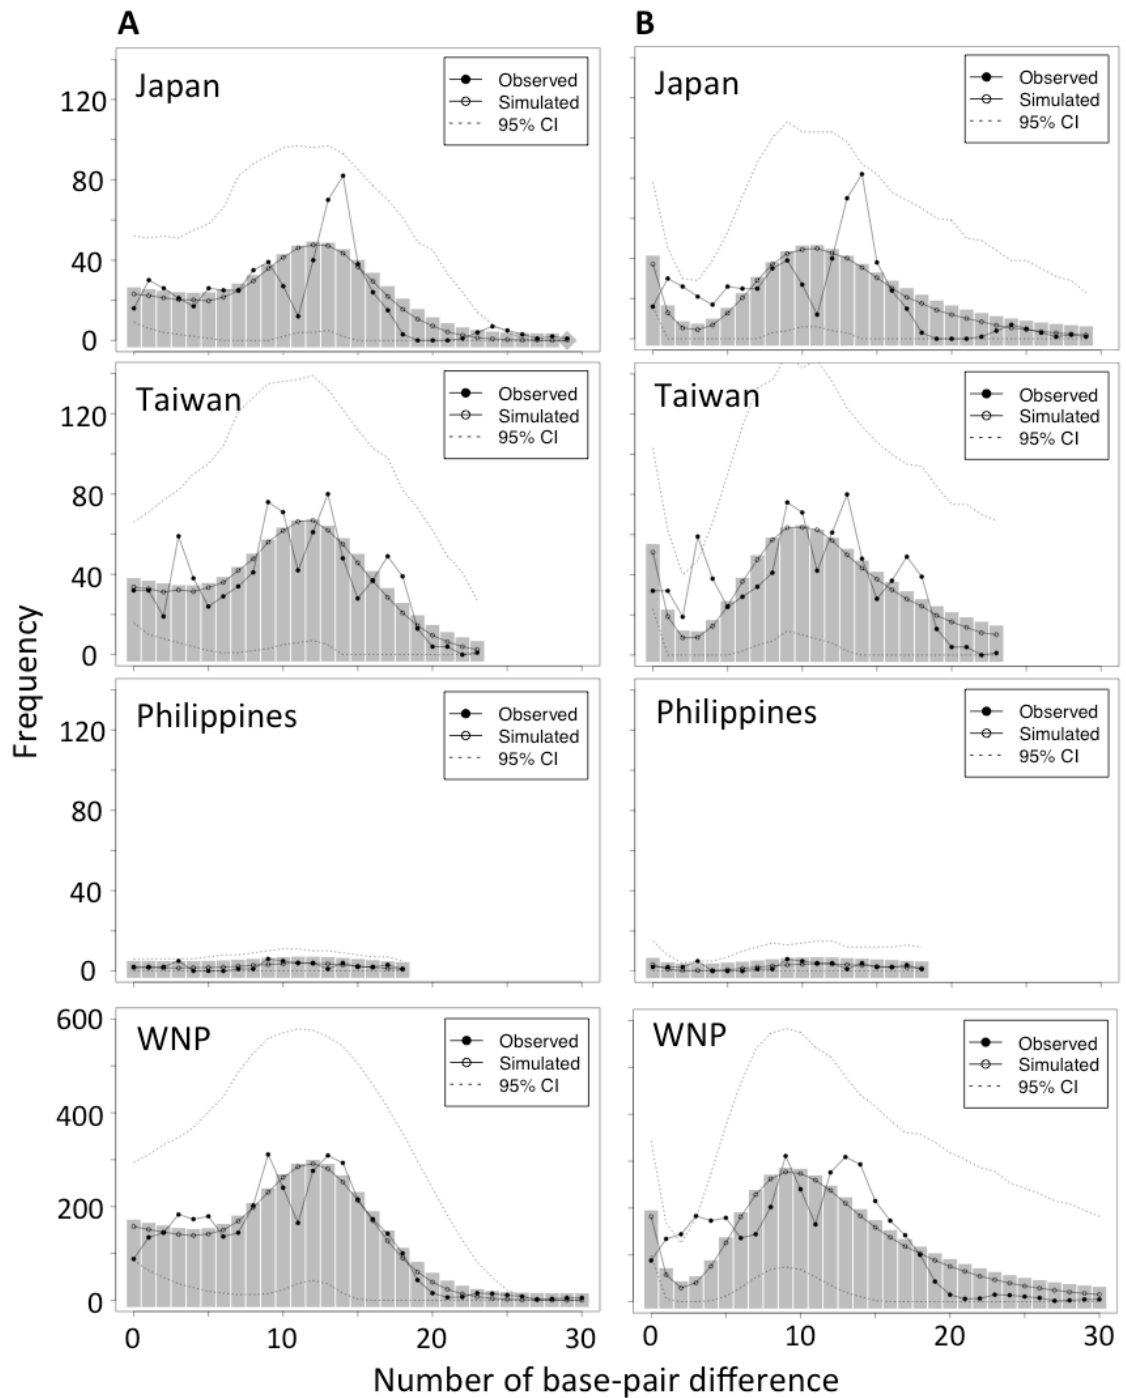 A
B
Japan
Observed
Simulated
95% CI
120
80
40
0
Japan
Observed
Simulated
95% CI
Taiwan
Observed
Simulated
95% CI
120
80
40
0
Taiwan
Observed
Simulated
95% CI
Frequency
Philippines
Observed
Simulated
95% CI
120
80
40
0
Philippines
Observed
Simulated
95% CI
WNP
Observed
Simulated
95% CI
600
400
200
0
0 10 20 30
WNP
Observed
Simulated
95% CI
0 10 20 30
Number of base-pair difference